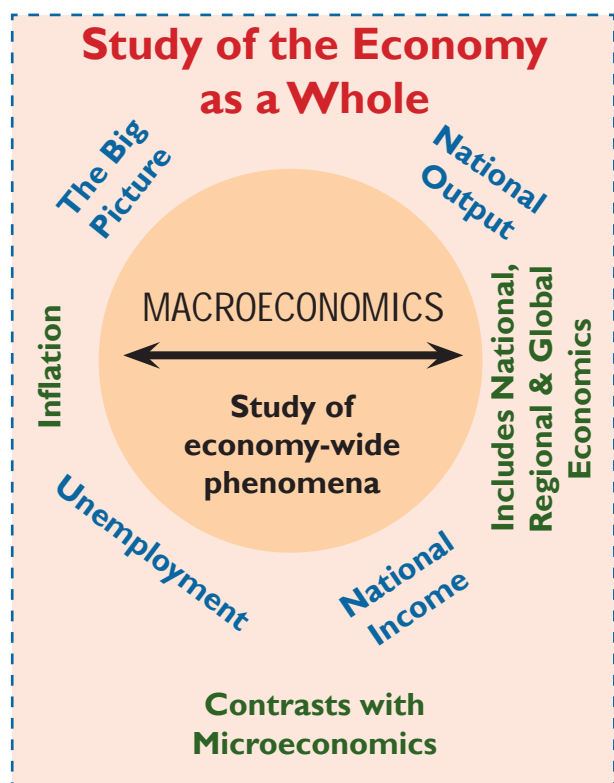 Study of the Economy
as a Whole
The Big
Picture
National
Output
MACROECONOMICS
Study of
economy-wide
phenomena
Inflation
Includes National,
Regional & Global
Economics
Unemployment
National
Income
Contrasts with
Microeconomics